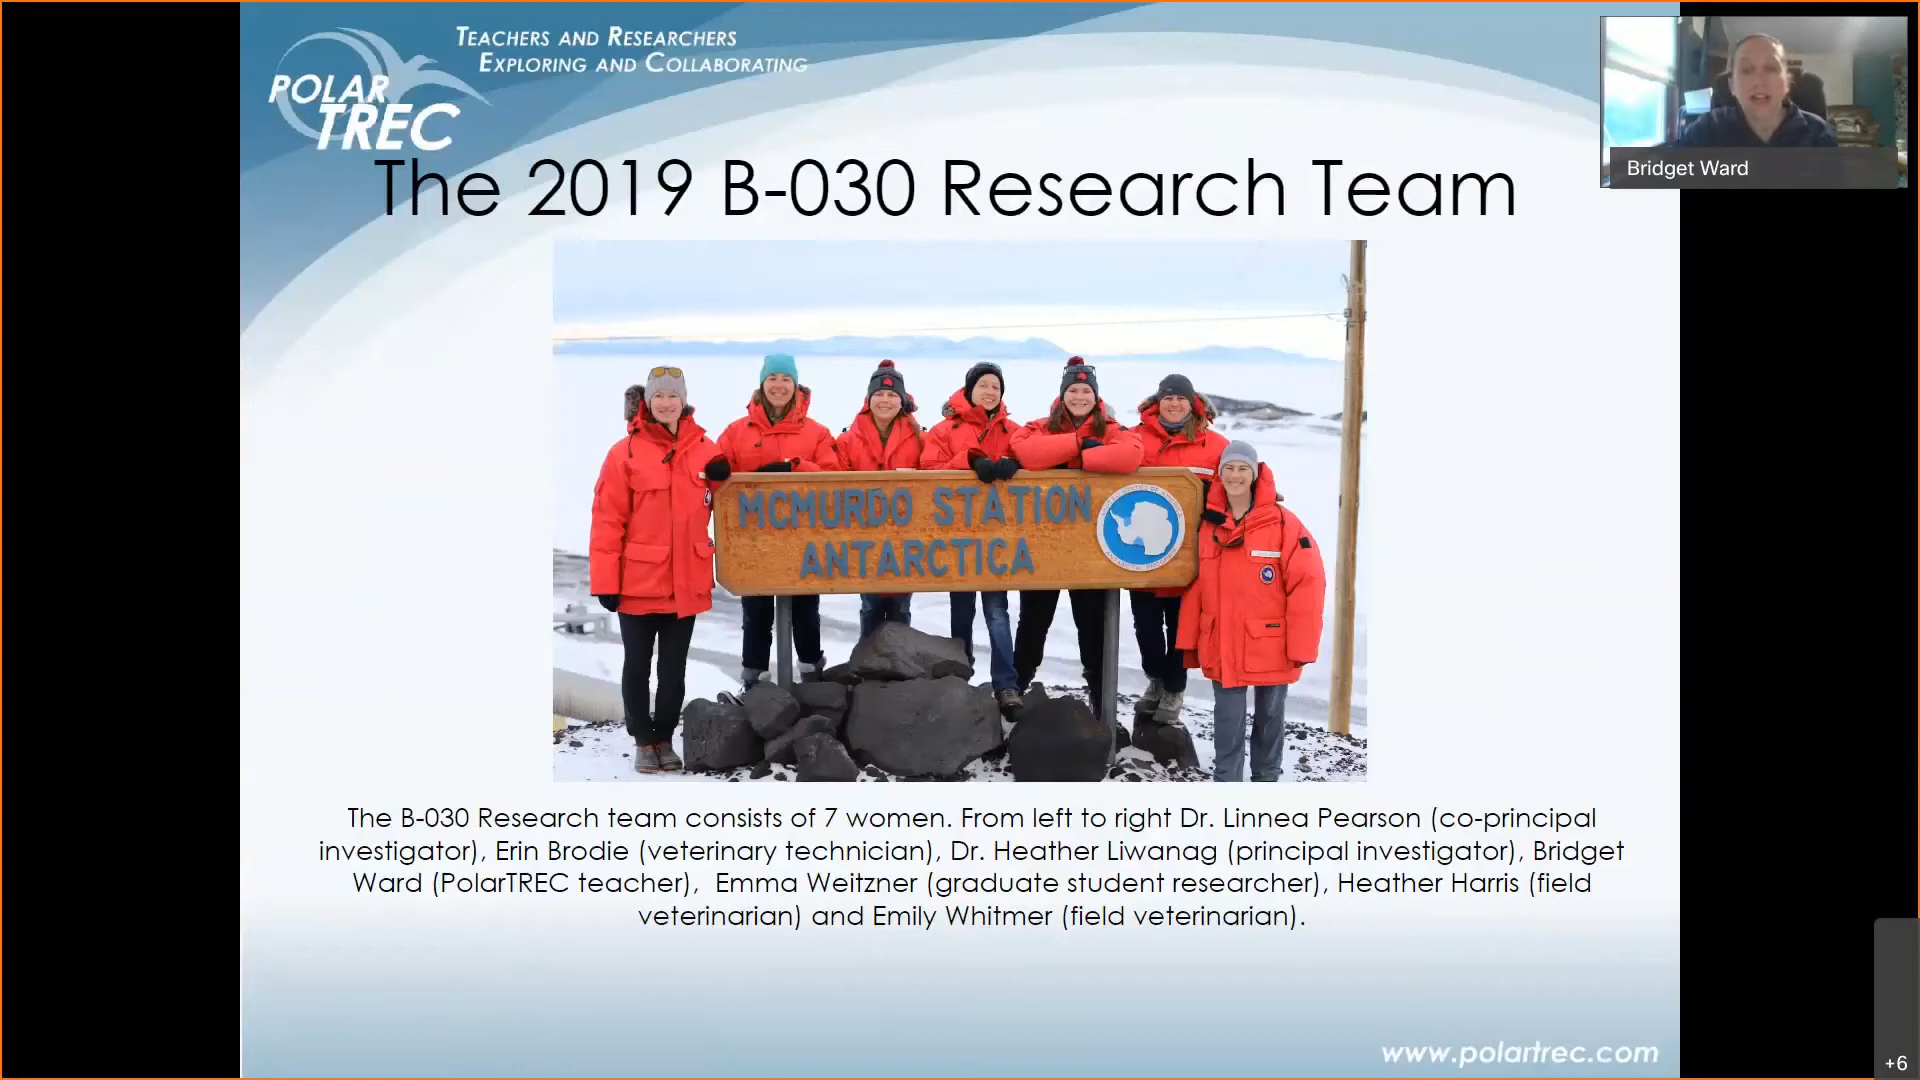 TEACHERS AND RESEARCHERS
EXPLORING AND COLLABORATING
POLAR
TREC
Bridget Ward
The 2019 B-030 Research Team
MCMURDO STATION
ANTARCTICA
The B-030 Research team consists of 7 women. From left to right Dr. Linnea Pearson (co-principal
investigator), Erin Brodie (veterinary technician), Dr. Heather Liwanag (principal investigator), Bridget
Ward (PolarTREC teacher), Emma Weitzner (graduate student researcher), Heather Harris (field
veterinarian) and Emily Whitmer (field veterinarian).
www.polartrec.com
+6